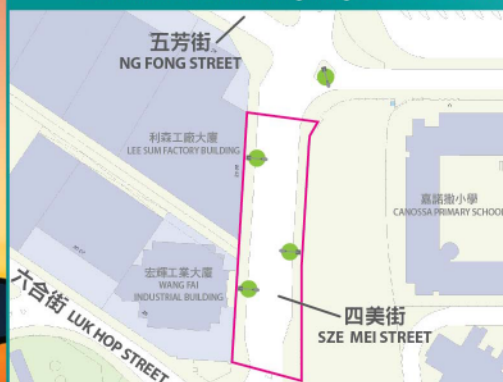 五芳街
NG FONG STREET
利森工廠大廈
LEE SUM FACTORY BUILDING
嘉諾撒小學
CANOSSA PRIMARY SCHOOL
宏輝工業大廈
WANG FAI
INDUSTRIAL BUILDING
六合街 LUK HOP STREET
四美街
SZE MEI STREET